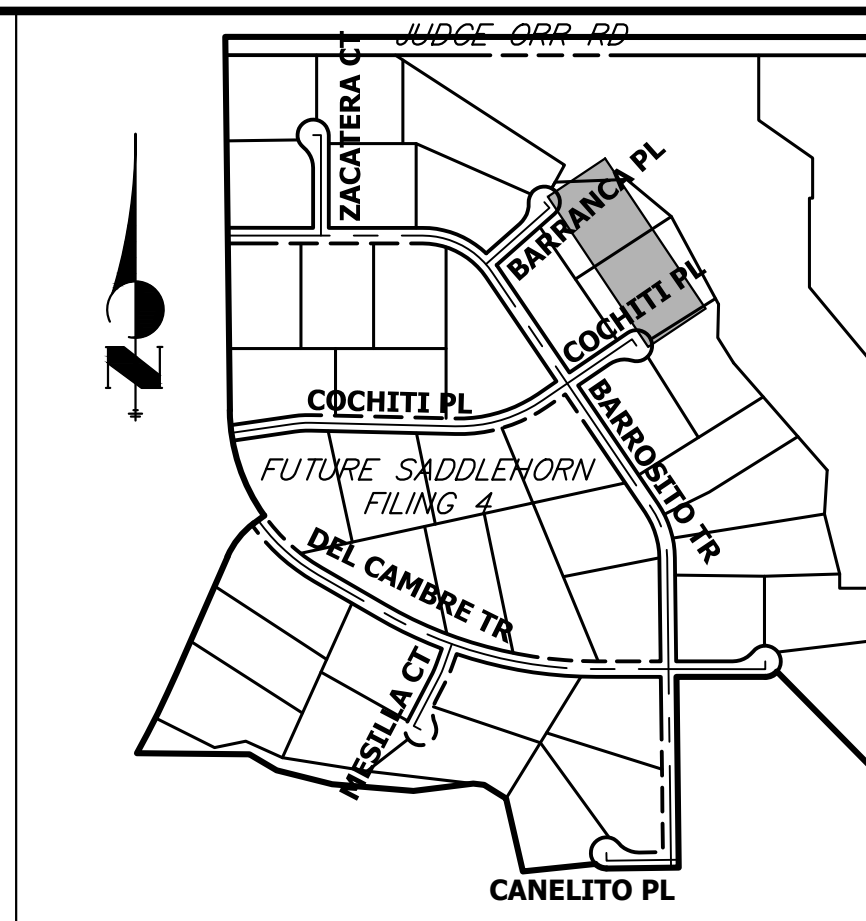 JUDGE ORR RD
ZACATERA CT
BARRANCA PL
COCHITI PL
COCHITI PL
BARROSITO TR
FUTURE SADDLEHORN
FILING 4
DEL CAMBRE TR
MESILLA CT
CANELITO PL
N